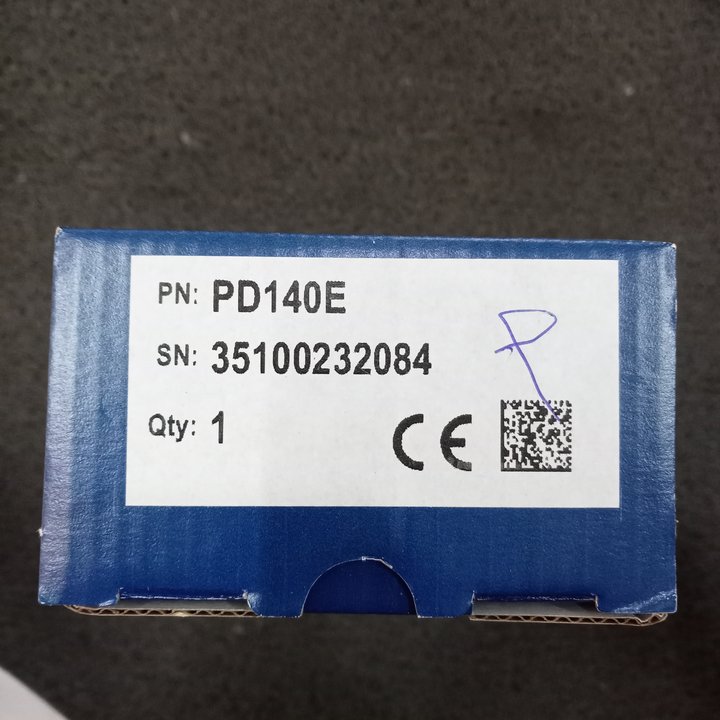 PN: PD140E
SN: 35100232084
Qty: 1
CE